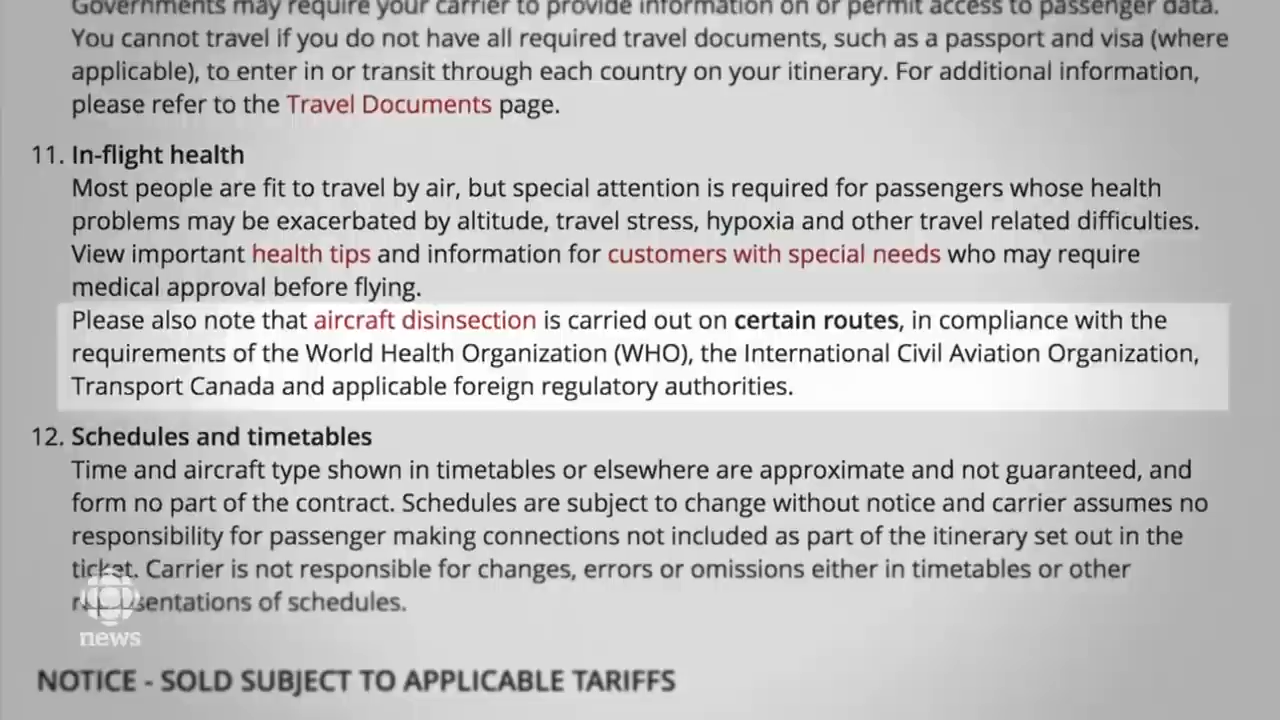 Governments may require your carrier to provide information on or permit access to passenger data.
You cannot travel if you do not have all required travel documents, such as a passport and visa (where
applicable), to enter in or transit through each country on your itinerary. For additional information,
please refer to the Travel Documents page.
11. In-flight health
Most people are fit to travel by air, but special attention is required for passengers whose health
problems may be exacerbated by altitude, travel stress, hypoxia and other travel related difficulties.
View important health tips and information for customers with special needs who may require
medical approval before flying.
Please also note that aircraft disinsection is carried out on certain routes, in compliance with the
requirements of the World Health Organization (WHO), the International Civil Aviation Organization,
Transport Canada and applicable foreign regulatory authorities.
12. Schedules and timetables
Time and aircraft type shown in timetables or elsewhere are approximate and not guaranteed, and
form no part of the contract. Schedules are subject to change without notice and carrier assumes no
responsibility for passenger making connections not included as part of the itinerary set out in the
ticket. Carrier is not responsible for changes, errors or omissions either in timetables or other
representations of schedules.
news
NOTICE - SOLD SUBJECT TO APPLICABLE TARIFFS